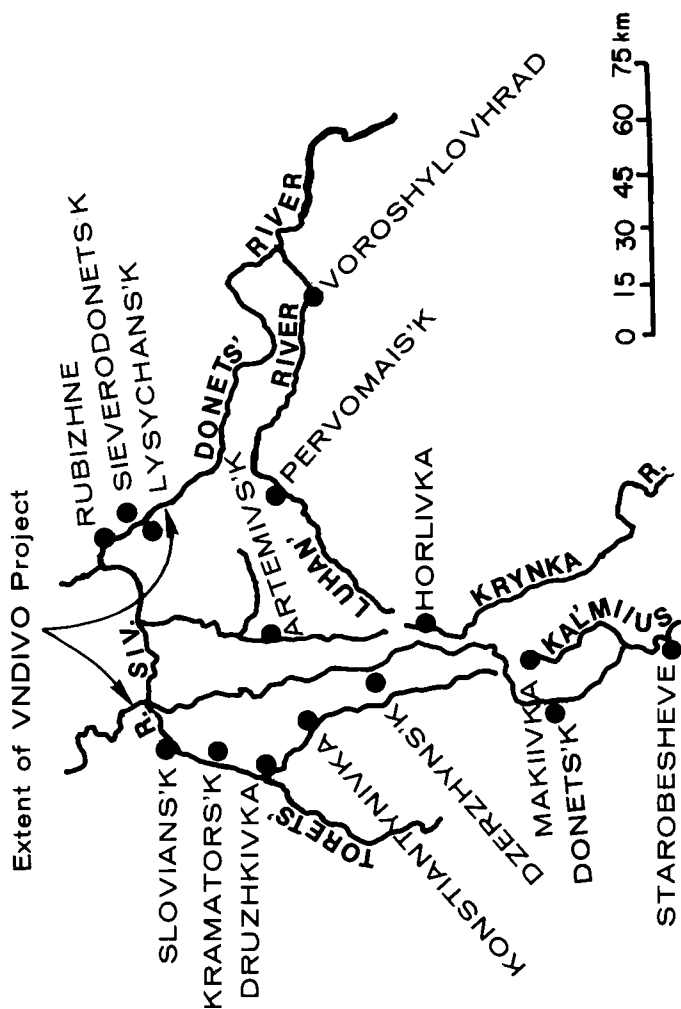 Extent of VNDIVO Project
RUBIZHNE
SIEVERODONETS'K
LYSYCHANS'K
SLOVIANS'K
KRAMATORS'K
DRUZHKIVKA
KONSTIANTYNIVKA
DZERZHYNS'K
TORETS'
R. SIV. DONETS' RIVER
ARTEMIVS'K
LUHAN' RIVER
PERVOMAIS'K
VOROSHYLOVHRAD
HORLIVKA
KRYNKA R.
MAKIIVKA
DONETS'K
KAL'MIIUS
STAROBESHEVE
0 15 30 45 60 75 km